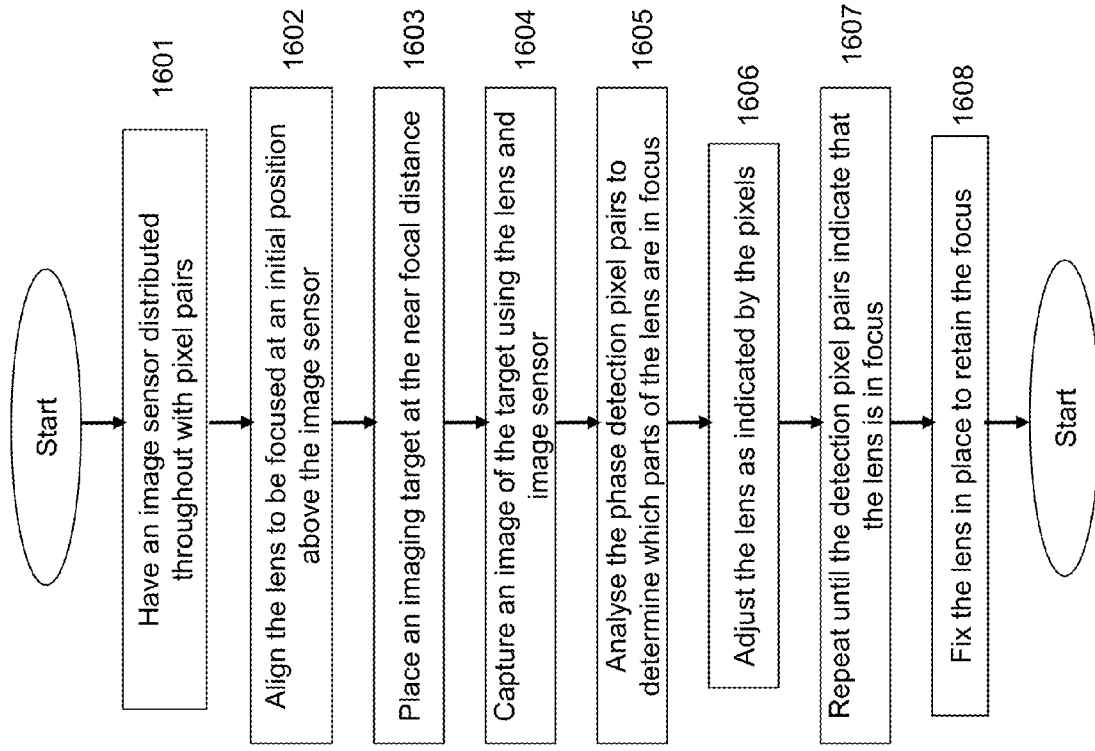 Start
1601
Have an image sensor distributed
throughout with pixel pairs
1602
Align the lens to be focused at an initial position
above the image sensor
1603
Place an imaging target at the near focal distance
1604
Capture an image of the target using the lens and
image sensor
1605
Analyse the phase detection pixel pairs to
determine which parts of the lens are in focus
1606
Adjust the lens as indicated by the pixels
1607
Repeat until the detection pixel pairs indicate that
the lens is in focus
1608
Fix the lens in place to retain the focus
Start